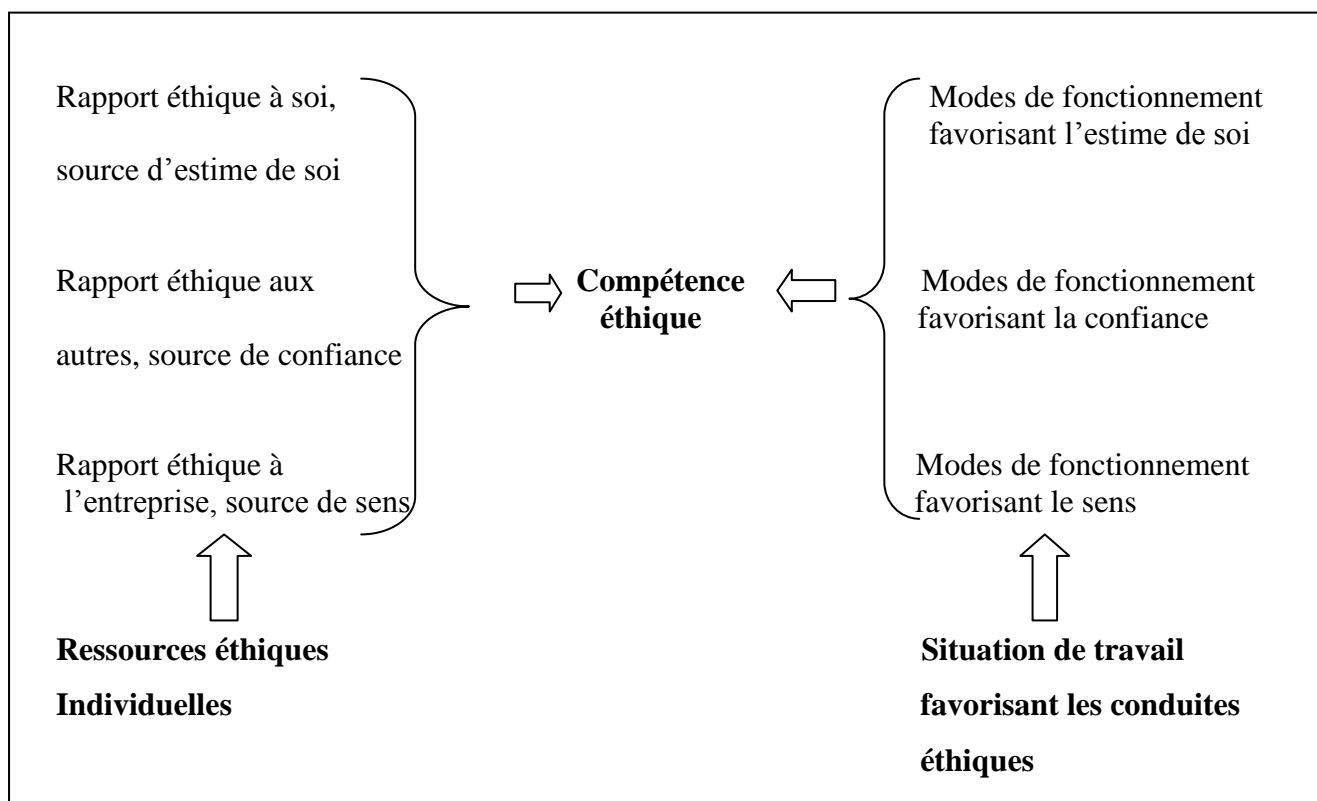 Rapport éthique à soi,
source d’estime de soi
Rapport éthique aux
autres, source de confiance
Rapport éthique à
l’entreprise, source de sens
Ressources éthiques
Individuelles
Compétence
éthique
Modes de fonctionnement
favorisant l’estime de soi
Modes de fonctionnement
favorisant la confiance
Modes de fonctionnement
favorisant le sens
Situation de travail
favorisant les conduites
éthiques